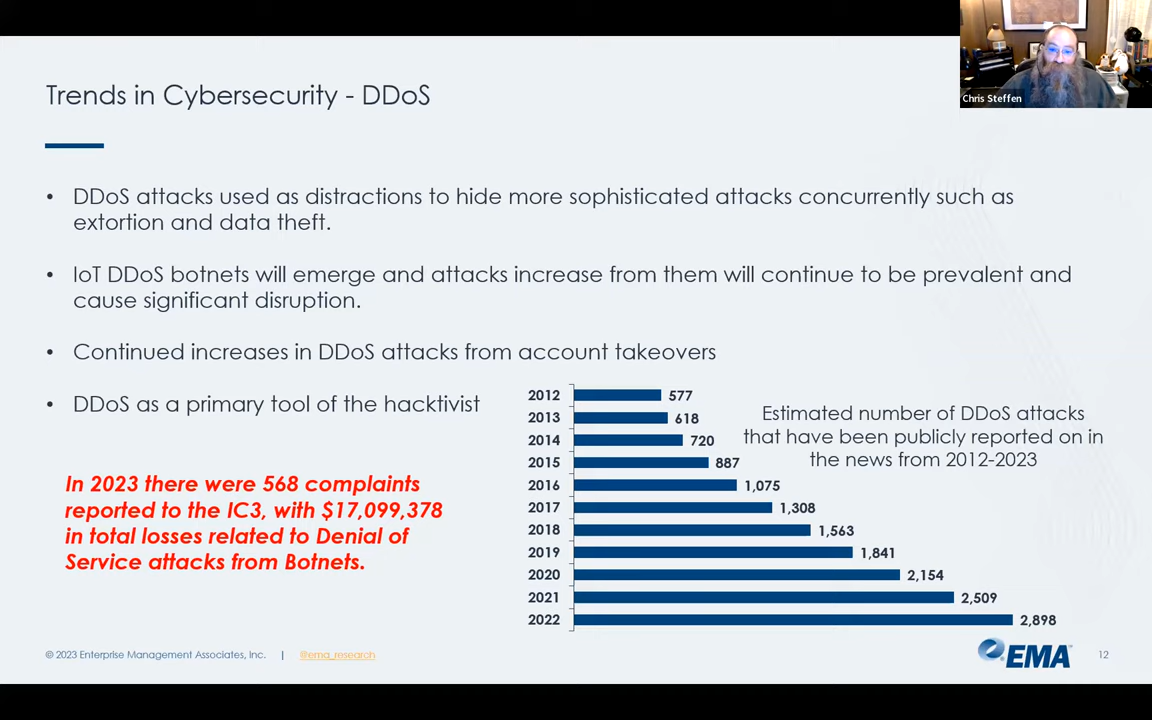 Chris Steffen
Trends in Cybersecurity - DDoS
• DDoS attacks used as distractions to hide more sophisticated attacks concurrently such as
extortion and data theft.
• IoT DDoS botnets will emerge and attacks increase from them will continue to be prevalent and
cause significant disruption.
• Continued increases in DDoS attacks from account takeovers
• DDoS as a primary tool of the hacktivist
In 2023 there were 568 complaints
reported to the IC3, with $17,099,378
in total losses related to Denial of
Service attacks from Botnets.
Estimated number of DDoS attacks
that have been publicly reported on in
the news from 2012-2023
2012 577
2013 618
2014 720
2015 887
2016 1,075
2017 1,308
2018 1,563
2019 1,841
2020 2,154
2021 2,509
2022 2,898
© 2023 Enterprise Management Associates, Inc. | @ema_research
EMA
12